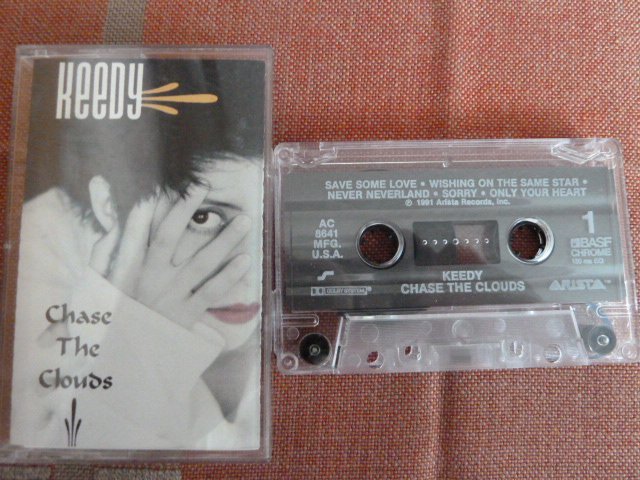 Keedy
Chase
The
Clouds
SAVE SOME LOVE • WISHING ON THE SAME STAR •
NEVER NEVERLAND • SORRY • ONLY YOUR HEART
℗ 1991 Arista Records, Inc.
AC
8641
MFG.
U.S.A.
1
BASF
CHROME
KEEDY
CHASE THE CLOUDS
ARISTA™